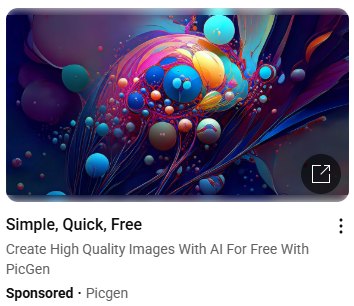 Simple, Quick, Free
Create High Quality Images With AI For Free With
PicGen
Sponsored · Picgen